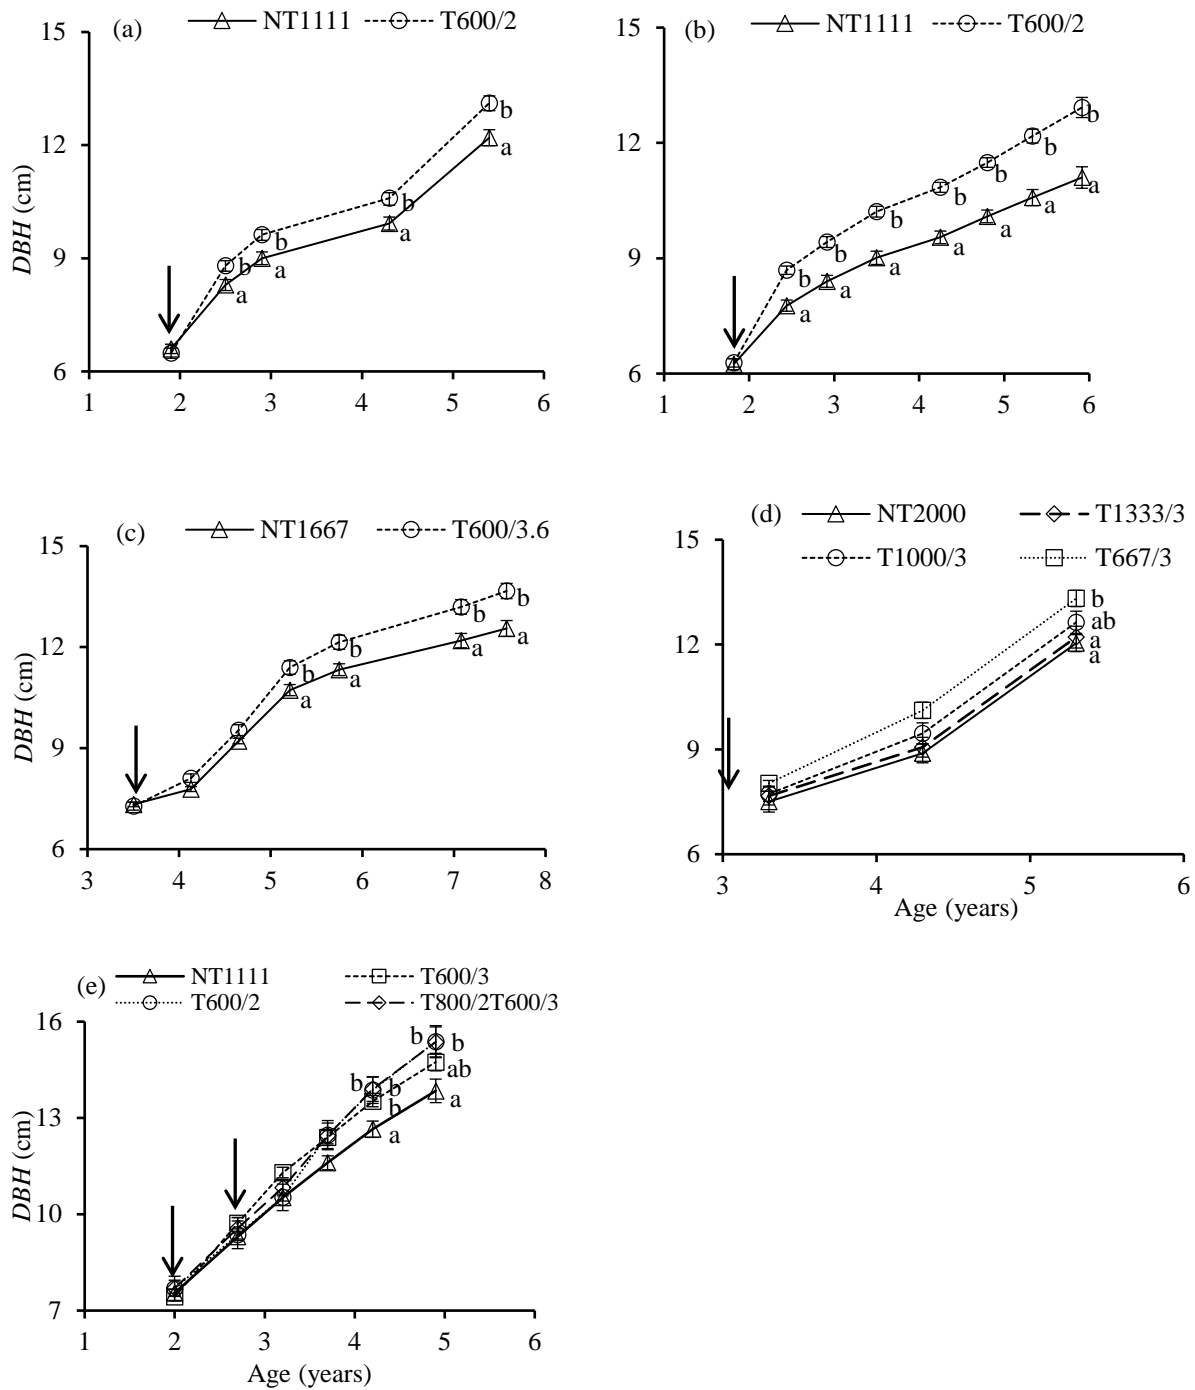 (a) NT1111 T600/2
15
12
9
6
DBH (cm)
b
a
b
b
b
a
a
a
1 2 3 4 5 6
(b) NT1111 T600/2
15
12
9
6
b
b
b
b
b
b
b
a
a
a
a
a
a
a
1 2 3 4 5 6
(c) NT1667 T600/3.6
15
12
9
6
DBH (cm)
b
b
b
b
a
a
a
a
3 4 5 6 7 8
(d) NT2000 T1333/3
T1000/3 T667/3
15
12
9
6
b
ab
a
a
3 4 5 6
Age (years)
(e) NT1111 T600/3
T600/2 T800/2T600/3
16
13
10
7
DBH (cm)
b b
ab
a
b b
b
a
1 2 3 4 5 6
Age (years)